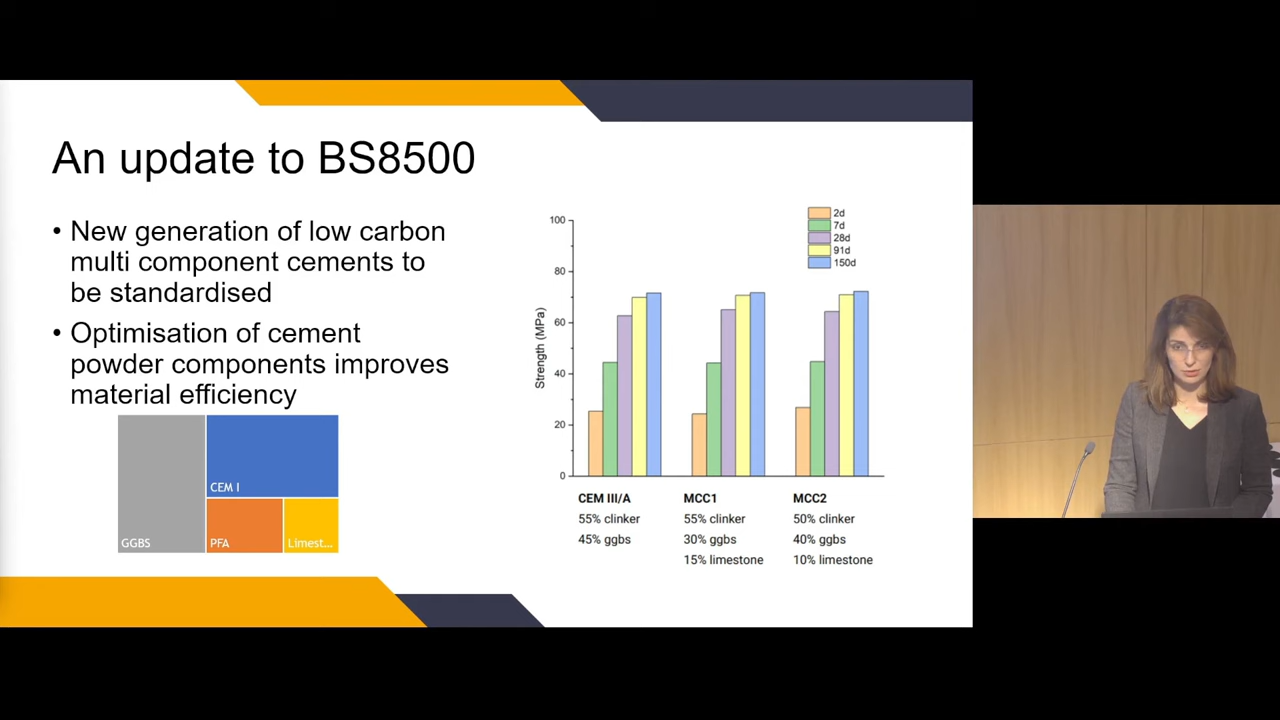 An update to BS8500
• New generation of low carbon
multi component cements to
be standardised
• Optimisation of cement
powder components improves
material efficiency
GGBS
CEM I
PFA
Limest...
Strength (MPa)
100
80
60
40
20
0
2d
7d
28d
91d
150d
CEM III/A
55% clinker
45% ggbs
MCC1
55% clinker
30% ggbs
15% limestone
MCC2
50% clinker
40% ggbs
10% limestone